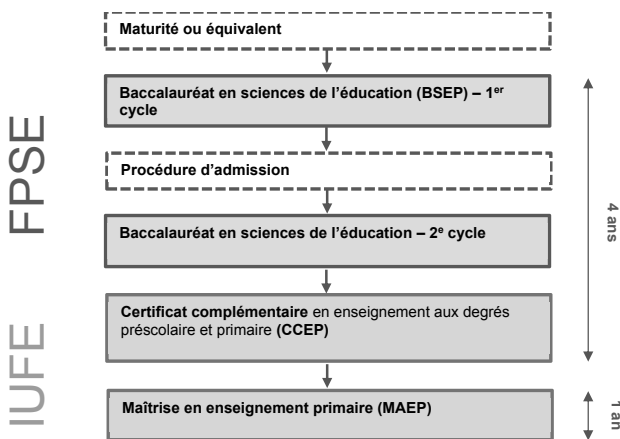 Maturité ou équivalent
Baccalauréat en sciences de l’éducation (BSEP) – 1er
cycle
Procédure d’admission
Baccalauréat en sciences de l’éducation – 2e cycle
Certificat complémentaire en enseignement aux degrés
préscolaire et primaire (CCEP)
Maîtrise en enseignement primaire (MAEP)
FPSE
IUFE
4 ans
1 an